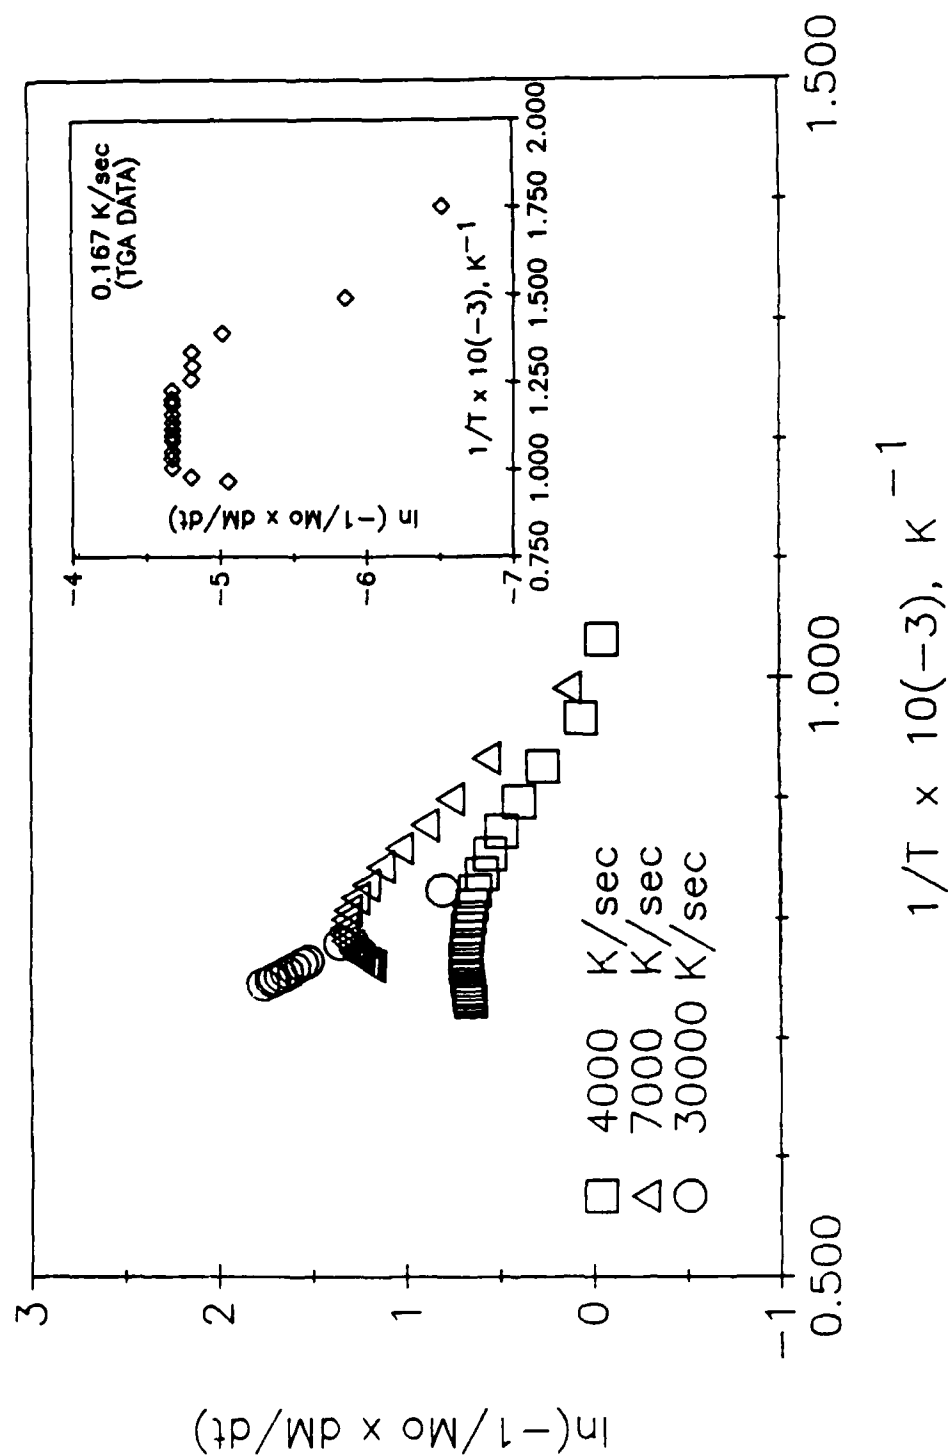 3
2
1
0
-1
ln(-1/Mo x dM/dt)
0.500
1.000
1.500
1/T x 10(-3), K -1
□ 4000 K/sec
△ 7000 K/sec
○ 30000 K/sec
0.167 K/sec
(TGA DATA)
-4
-5
-6
-7
ln (-1/Mo x dM/dt)
0.750 1.000 1.250 1.500 1.750 2.000
1/T x 10(-3), K-1